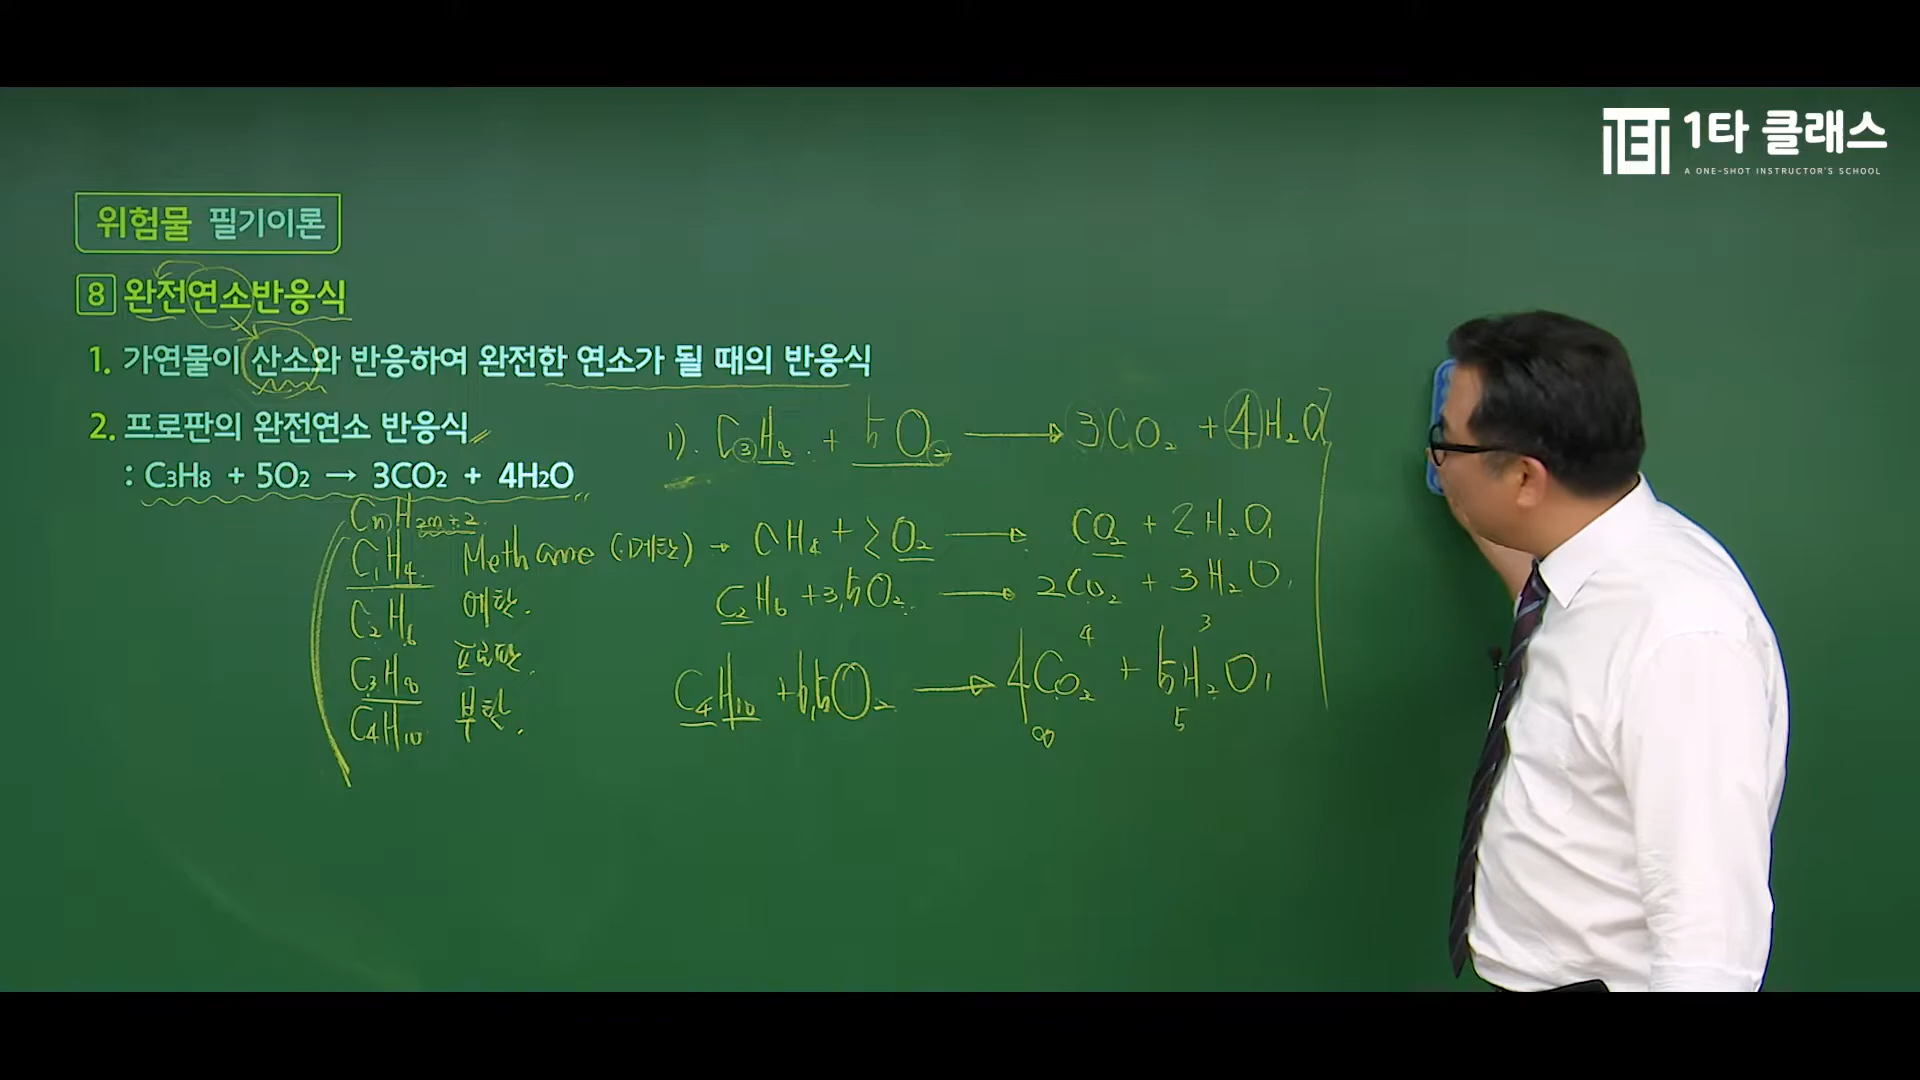 1타 클래스
A ONE-SHOT INSTRUCTOR'S SCHOOL
위험물 필기이론
8 완전연소반응식
1. 가연물이 산소와 반응하여 완전한 연소가 될 때의 반응식
2. 프로판의 완전연소 반응식
: C3H8 + 5O2 → 3CO2 + 4H2O
1). C3H8 + 5O2 → 3CO2 + 4H2O
CnH2n+2
C1H4 Methane (메탄) → CH4 + 2O2 → CO2 + 2H2O
C2H6 에탄. C2H6 + 3.5O2 → 2CO2 + 3H2O
4 3
C3H8 프로판. 
C4H10 부탄. C4H10 + 6.5O2 → 4CO2 + 5H2O
8 5